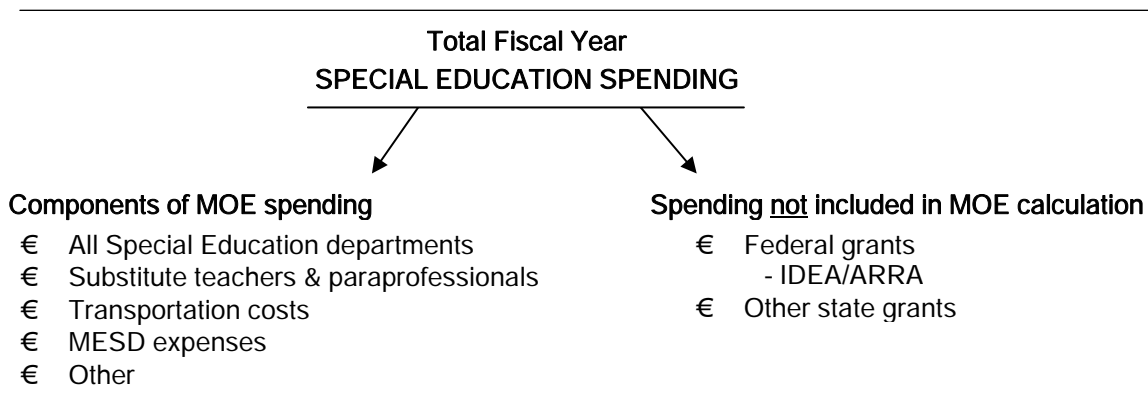 Total Fiscal Year
SPECIAL EDUCATION SPENDING
Components of MOE spending
€ All Special Education departments
€ Substitute teachers & paraprofessionals
€ Transportation costs
€ MESD expenses
€ Other
Spending not included in MOE calculation
€ Federal grants
- IDEA/ARRA
€ Other state grants